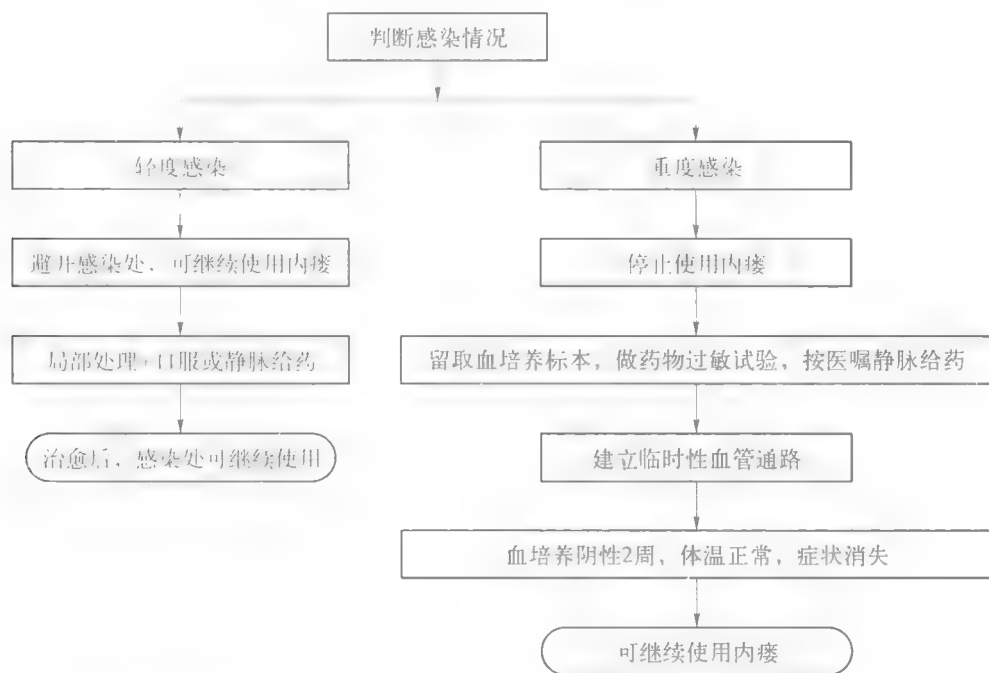 判断感染情况
轻度感染
重度感染
避开感染处，可继续使用内瘘
停止使用内瘘
局部处理+口服或静脉给药
留取血培养标本，做药物过敏试验，按医嘱静脉给药
治愈后，感染处可继续使用
建立临时性血管通路
血培养阴性2周，体温正常，症状消失
可继续使用内瘘